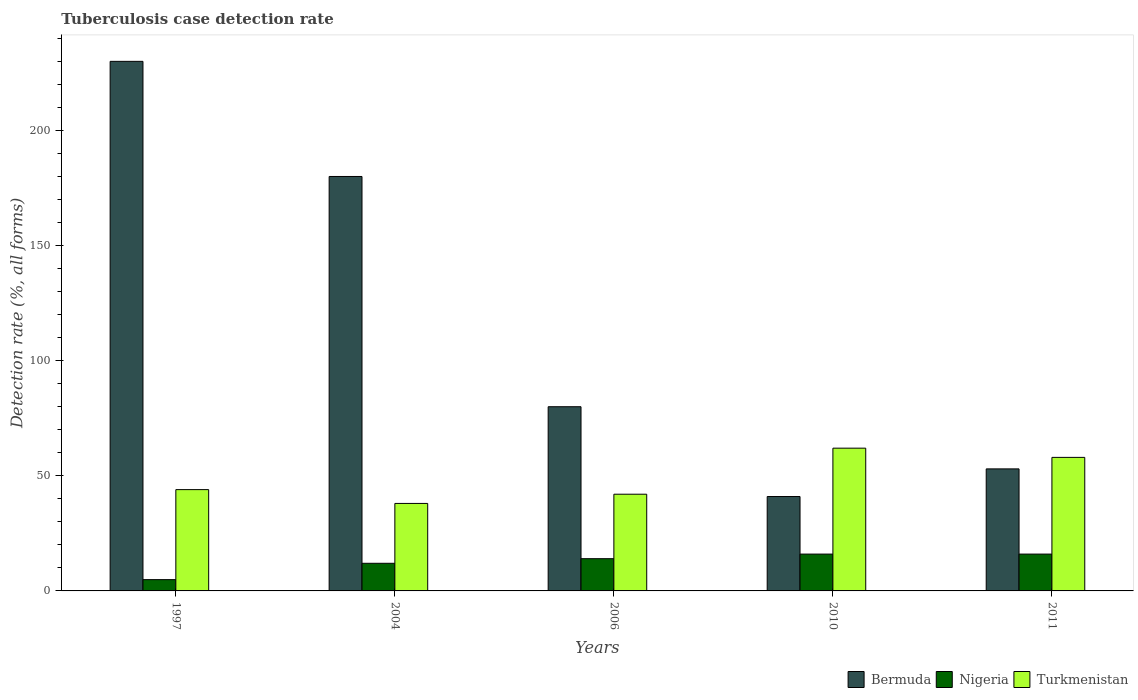 Tuberculosis case detection rate
Detection rate (%, all forms)
200
150
100
50
0
1997
2004
2006
2010
2011
Years
Bermuda
Nigeria
Turkmenistan